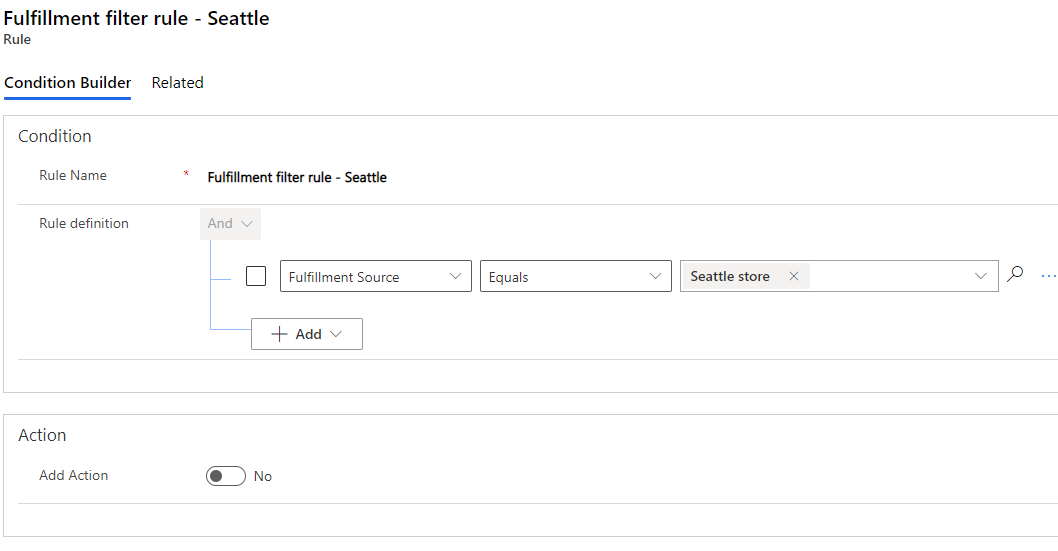 Fulfillment filter rule - Seattle
Rule
Condition Builder Related
Condition
Rule Name * Fulfillment filter rule - Seattle
Rule definition And
Fulfillment Source Equals Seattle store
Add
Action
Add Action No